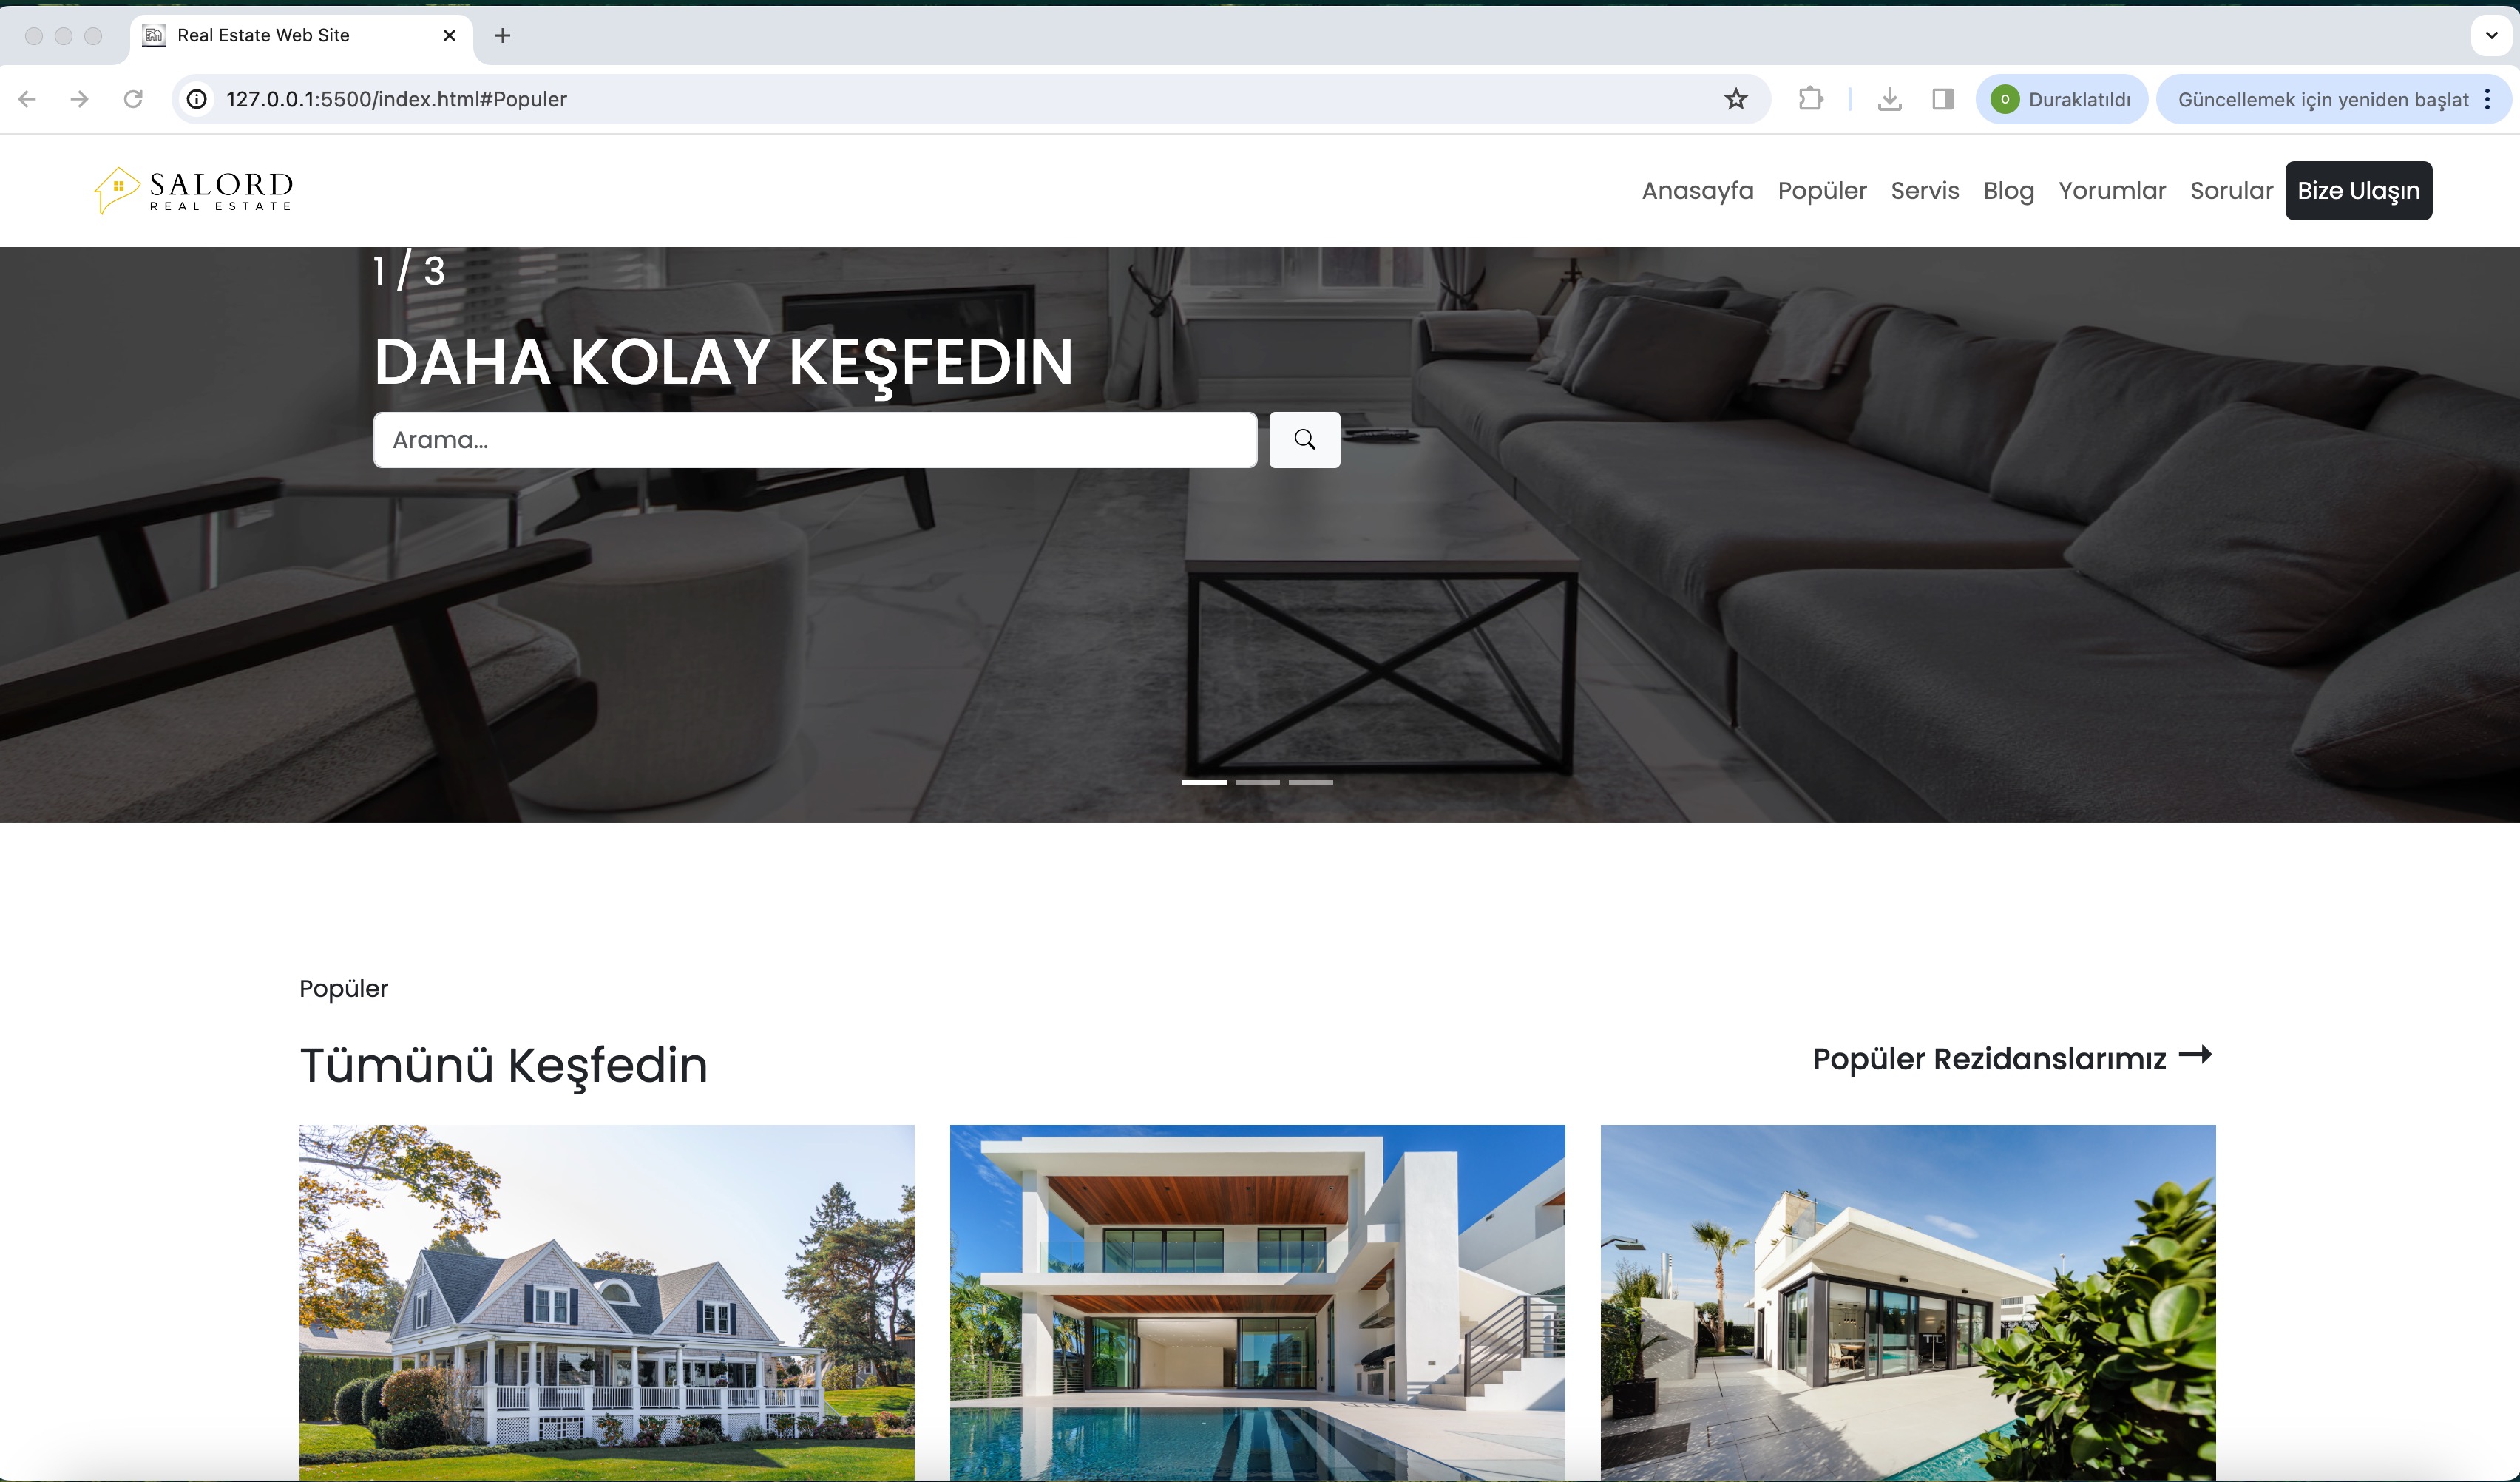 Real Estate Web Site
127.0.0.1:5500/index.html#Populer
o Duraklatıldı
Güncellemek için yeniden başlat
SALORD
REAL ESTATE
Anasayfa Popüler Servis Blog Yorumlar Sorular Bize Ulaşın
1 / 3
DAHA KOLAY KEŞFEDIN
Arama...
Popüler
Tümünü Keşfedin
Popüler Rezidanslarımız